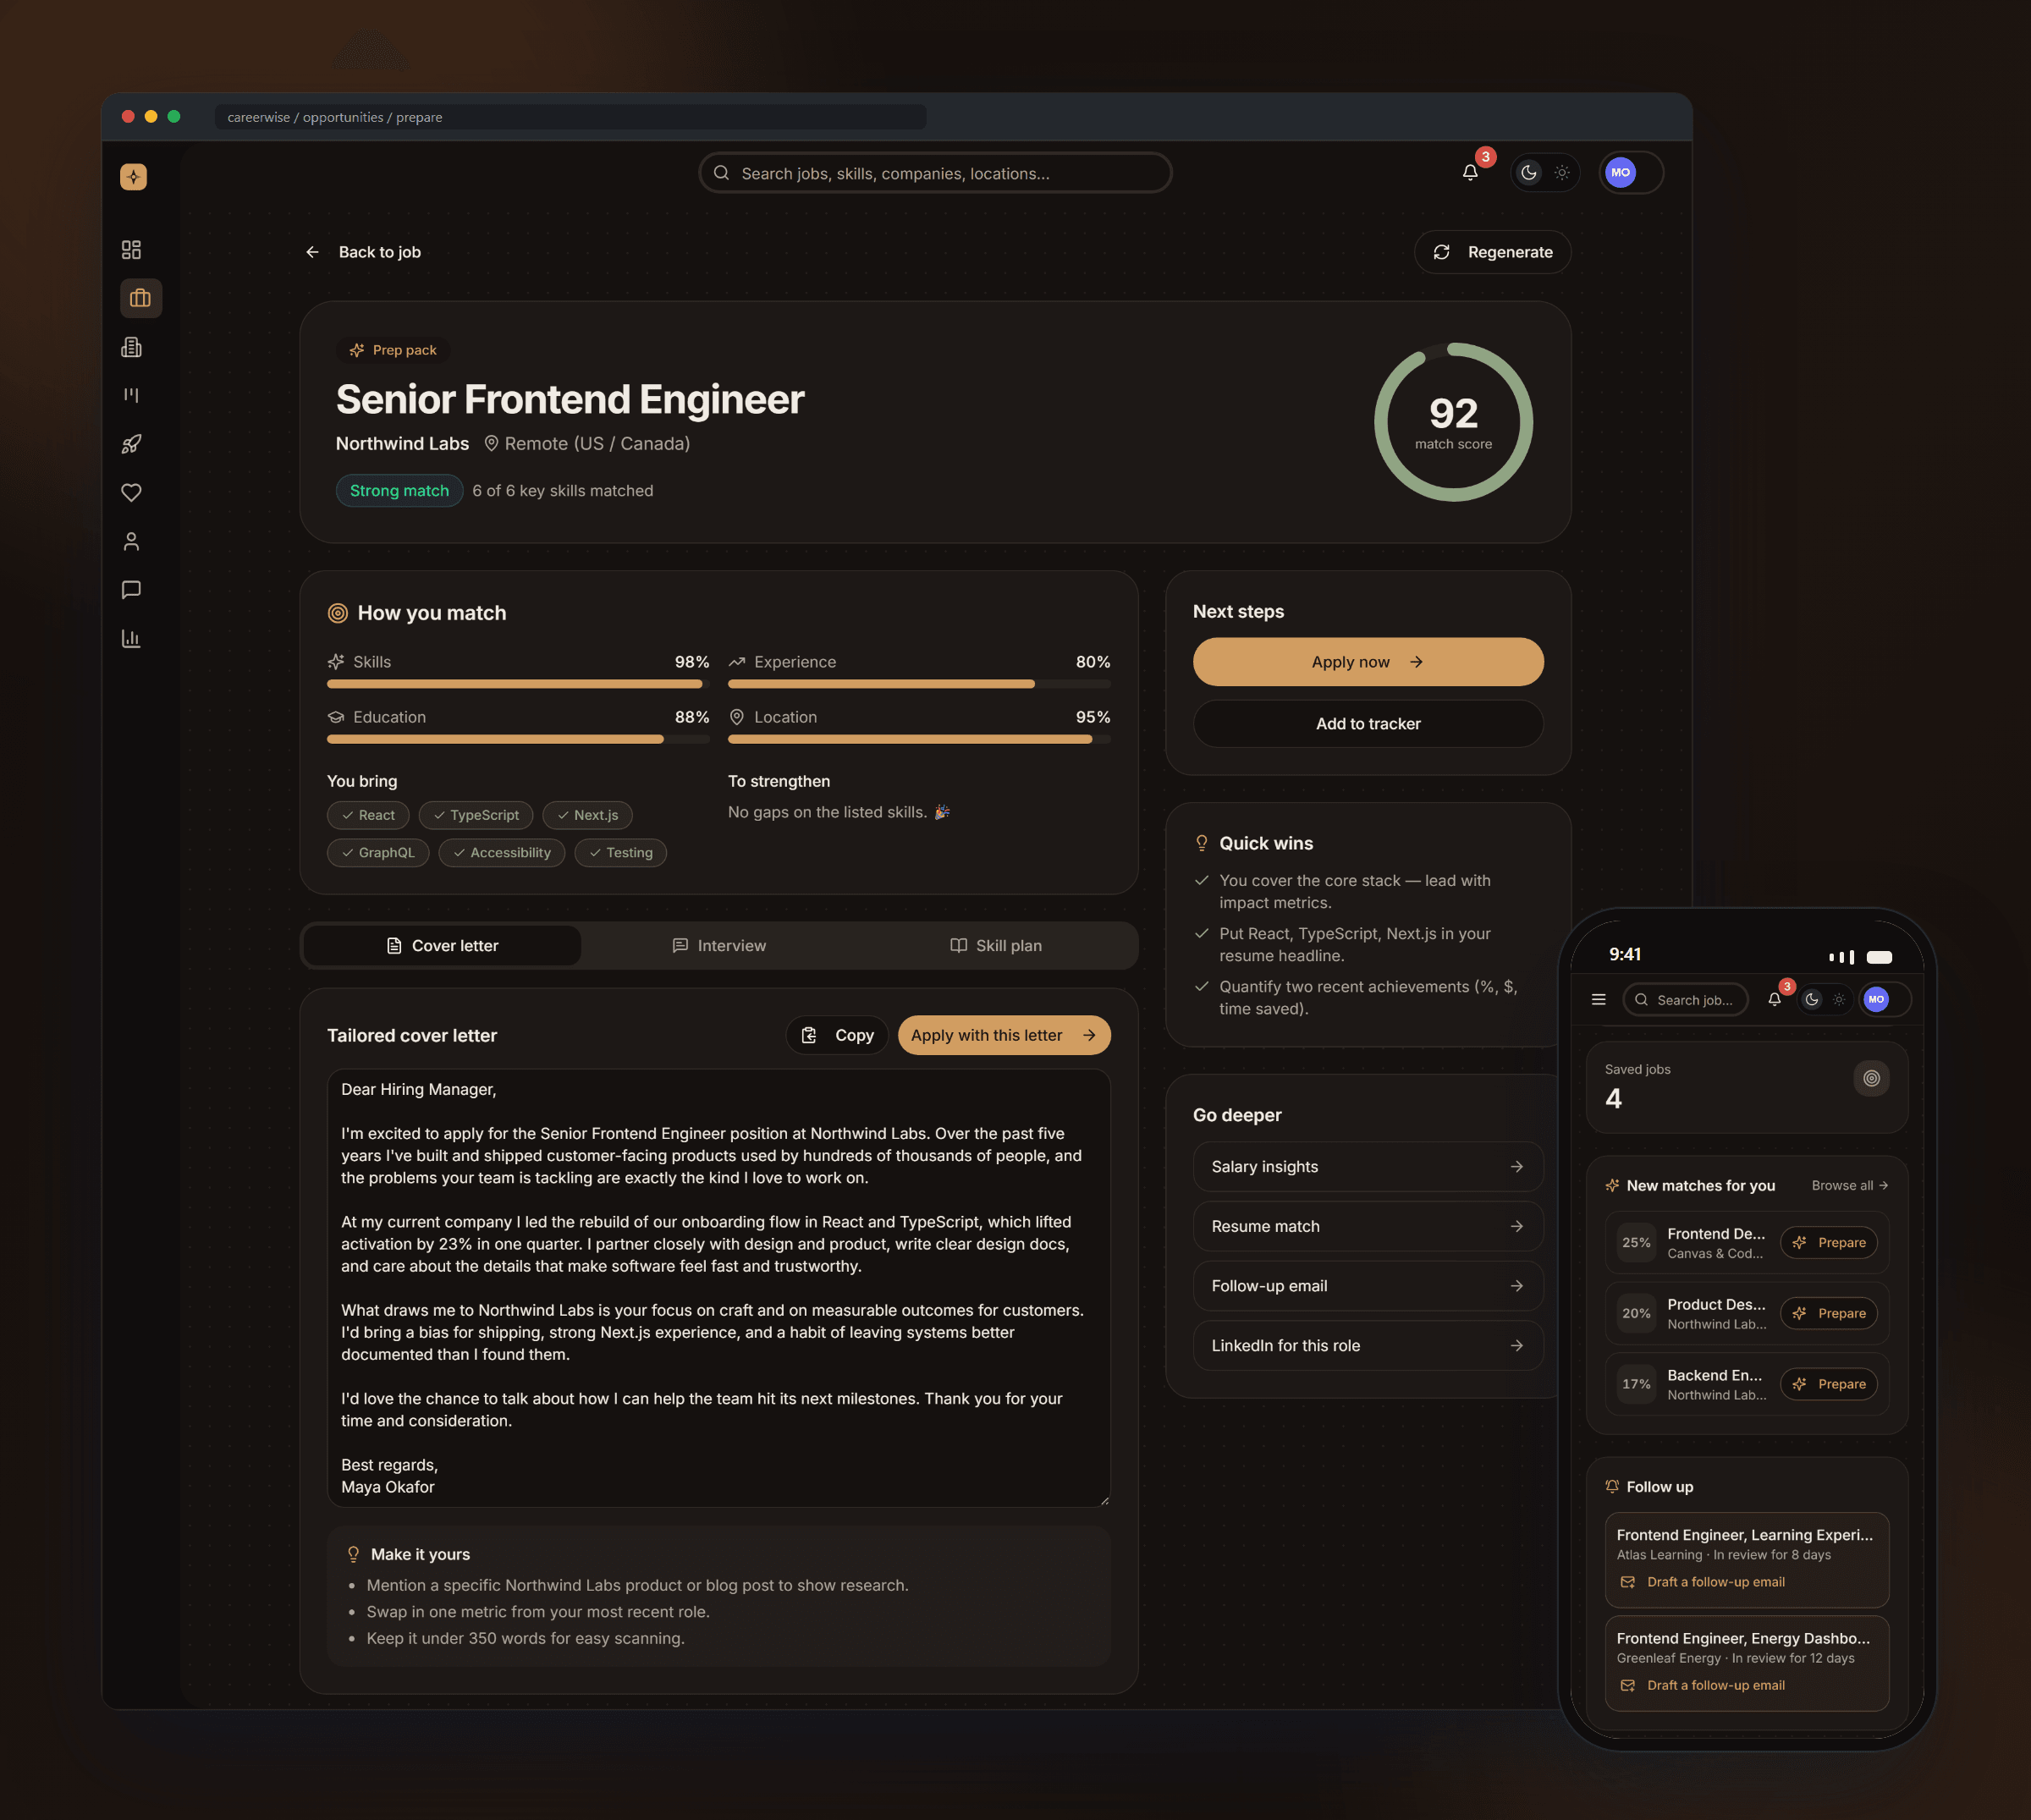 careerwise / opportunities / prepare
Search jobs, skills, companies, locations...
3
MO
Back to job
Regenerate
Prep pack
Senior Frontend Engineer
Northwind Labs Remote (US / Canada)
Strong match 6 of 6 key skills matched
92
match score
How you match
Skills 98%
Experience 80%
Education 88%
Location 95%
You bring
React TypeScript Next.js
GraphQL Accessibility Testing
To strengthen
No gaps on the listed skills. 🎉
Next steps
Apply now
Add to tracker
Quick wins
You cover the core stack — lead with
impact metrics.
Put React, TypeScript, Next.js in your
resume headline.
Quantify two recent achievements (%, $,
time saved).
Cover letter
Interview
Skill plan
Tailored cover letter
Copy
Apply with this letter
Dear Hiring Manager,
I'm excited to apply for the Senior Frontend Engineer position at Northwind Labs. Over the past five
years I've built and shipped customer-facing products used by hundreds of thousands of people, and
the problems your team is tackling are exactly the kind I love to work on.
At my current company I led the rebuild of our onboarding flow in React and TypeScript, which lifted
activation by 23% in one quarter. I partner closely with design and product, write clear design docs,
and care about the details that make software feel fast and trustworthy.
What draws me to Northwind Labs is your focus on craft and on measurable outcomes for customers.
I'd bring a bias for shipping, strong Next.js experience, and a habit of leaving systems better
documented than I found them.
I'd love the chance to talk about how I can help the team hit its next milestones. Thank you for your
time and consideration.
Best regards,
Maya Okafor
Make it yours
• Mention a specific Northwind Labs product or blog post to show research.
• Swap in one metric from your most recent role.
• Keep it under 350 words for easy scanning.
Go deeper
Salary insights
Resume match
Follow-up email
LinkedIn for this role
9:41
Search job...
3
MO
Saved jobs
4
New matches for you
Browse all
25%
Frontend De...
Canvas & Cod...
Prepare
20%
Product Des...
Northwind Lab...
Prepare
17%
Backend En...
Northwind Lab...
Prepare
Follow up
Frontend Engineer, Learning Experi...
Atlas Learning · In review for 8 days
Draft a follow-up email
Frontend Engineer, Energy Dashbo...
Greenleaf Energy · In review for 12 days
Draft a follow-up email